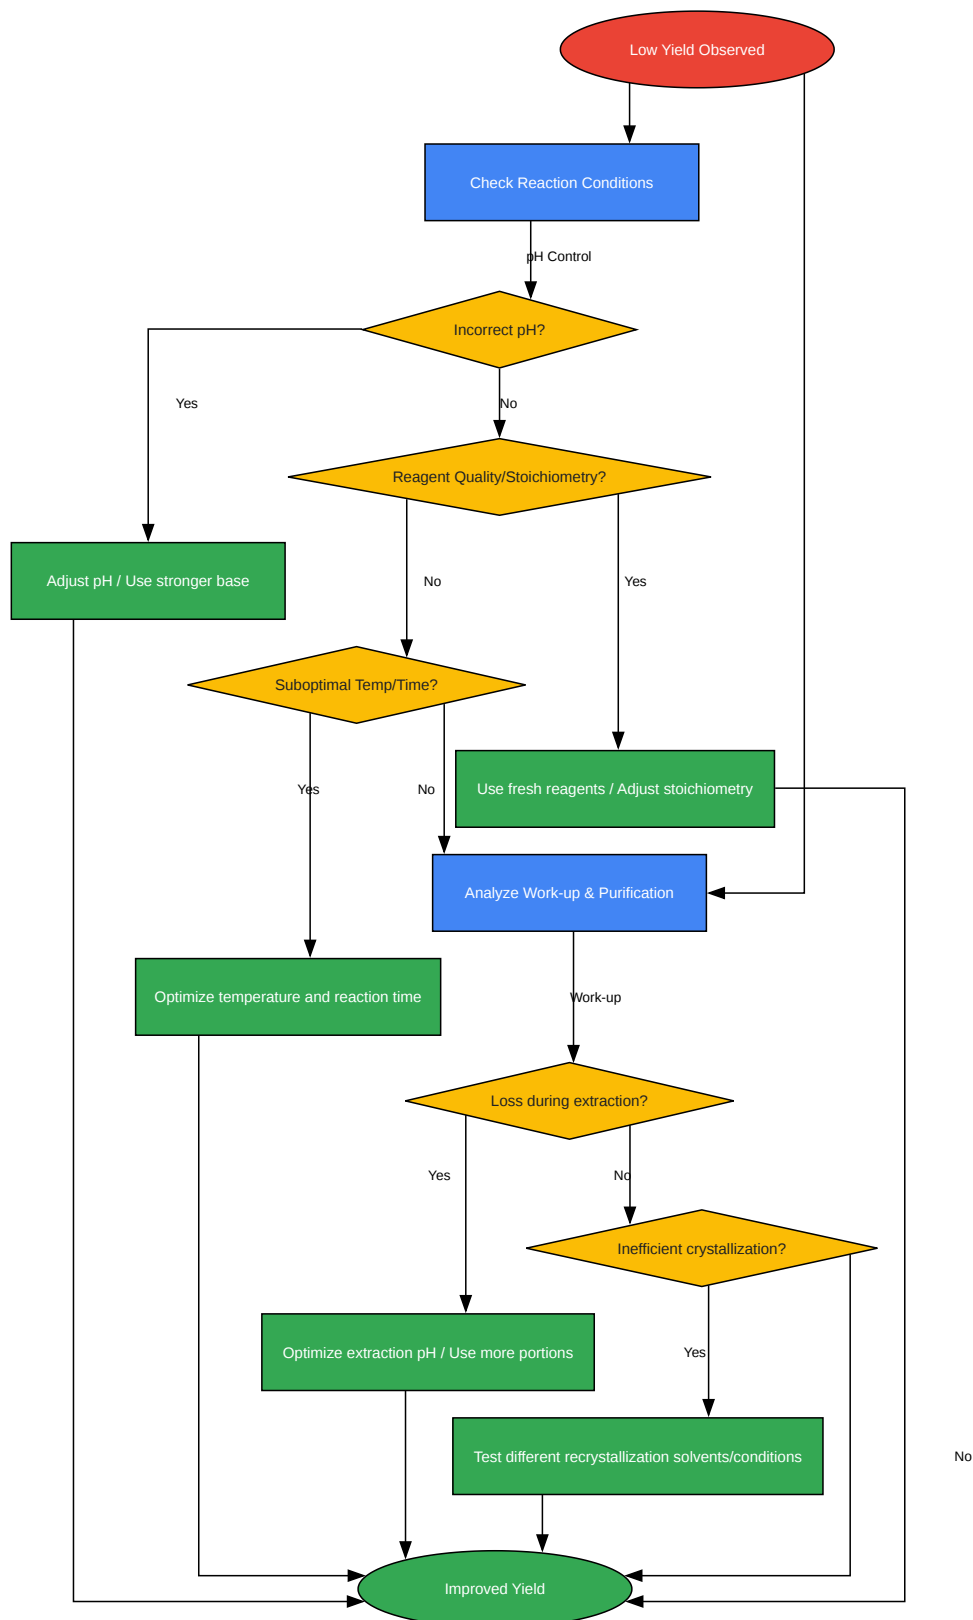 Low Yield Observed
Check Reaction Conditions
pH Control
Incorrect pH?
Yes
No
Reagent Quality/Stoichiometry?
Adjust pH / Use stronger base
No
Yes
Suboptimal Temp/Time?
Yes
No
Use fresh reagents / Adjust stoichiometry
Analyze Work-up & Purification
Optimize temperature and reaction time
Work-up
Loss during extraction?
Yes
No
Inefficient crystallization?
Optimize extraction pH / Use more portions
Yes
Test different recrystallization solvents/conditions
No
Improved Yield